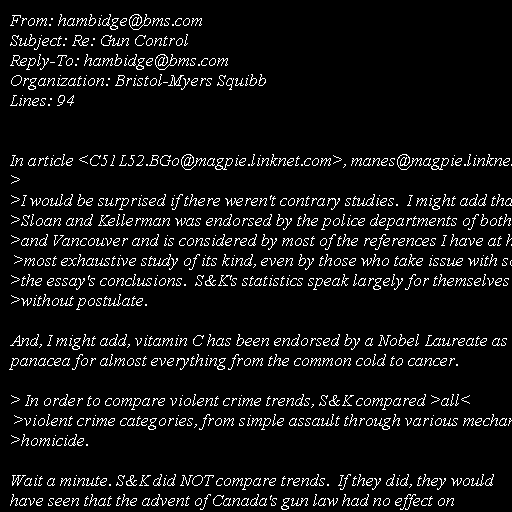 From: hambidge@bms.com
Subject: Re: Gun Control
Reply-To: hambidge@bms.com
Organization: Bristol-Myers Squibb
Lines: 94
In article <C51L52.BGo@magpie.linknet.com>, manes@magpie.linkne
>
>I would be surprised if there weren't contrary studies.  I might add tha
>Sloan and Kellerman was endorsed by the police departments of both
>and Vancouver and is considered by most of the references I have at h
 >most exhaustive study of its kind, even by those who take issue with so
>the essay's conclusions.  S&K's statistics speak largely for themselves
>without postulate.
And, I might add, vitamin C has been endorsed by a Nobel Laureate as
panacea for almost everything from the common cold to cancer.
> In order to compare violent crime trends, S&K compared >all<
 >violent crime categories, from simple assault through various mechan
>homicide.
Wait a minute. S&K did NOT compare trends.  If they did, they would
have seen that the advent of Canada's gun law had no effect on